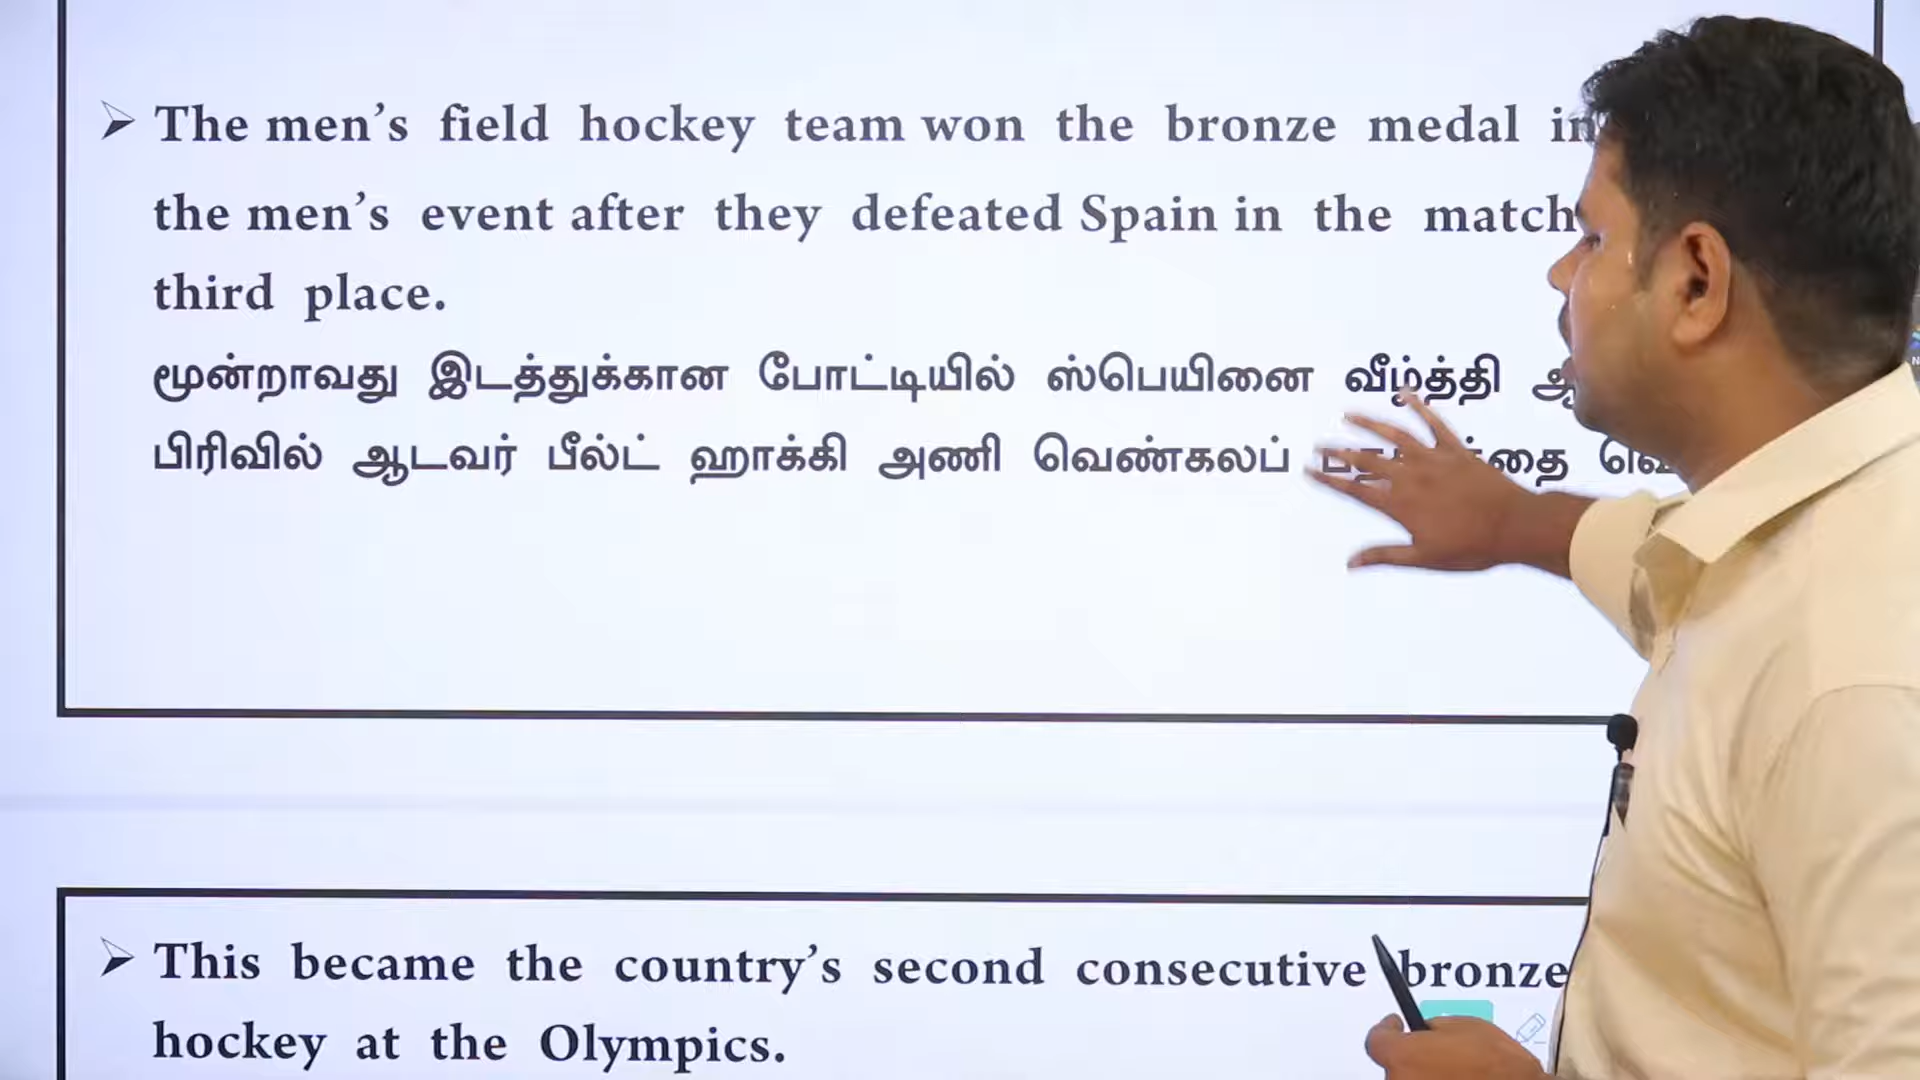 The men's field hockey team won the bronze medal in
the men's event after they defeated Spain in the match
third place.
மூன்றாவது இடத்துக்கான போட்டியில் ஸ்பெயினை வீழ்த்தி
பிரிவில் ஆடவர் பீல்ட் ஹாக்கி அணி வெண்கலப்
This became the country's second consecutive bronze
hockey at the Olympics.